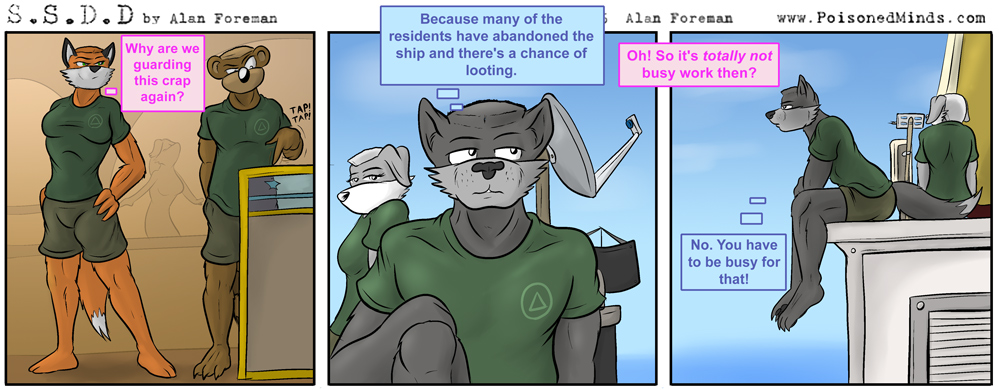 S.S.D.D by Alan Foreman
Alan Foreman
www.PoisonedMinds.com
Why are we
guarding
this crap
again?
TAP!
TAP!
Because many of the
residents have abandoned the
ship and there's a chance of
looting.
Oh! So it's totally not
busy work then?
No. You have
to be busy for
that!